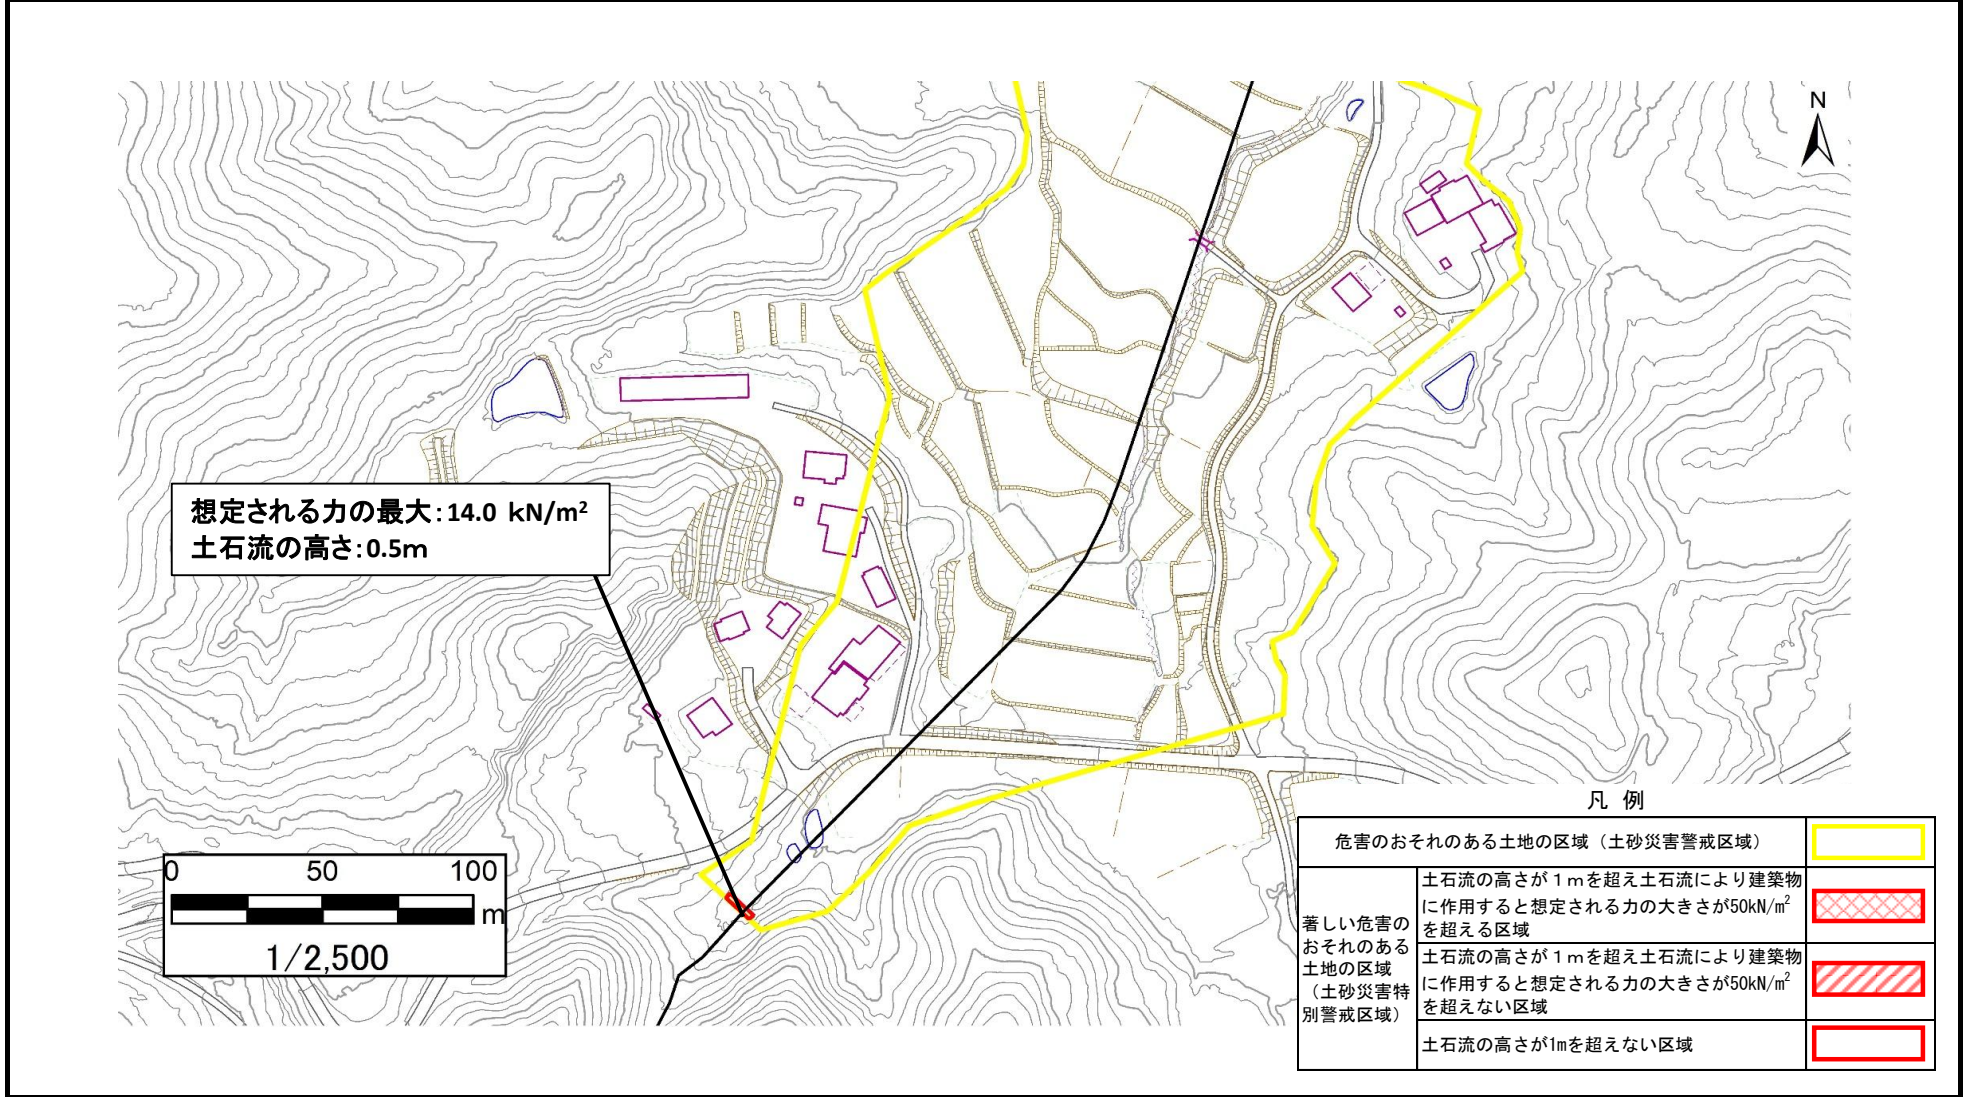 N
想定される力の最大:14.0 kN/m²
土石流の高さ:0.5m
0 50 100
m
1/2,500
凡 例
危害のおそれのある土地の区域（土砂災害警戒区域）
著しい危害の
おそれのある
土地の区域
（土砂災害特
別警戒区域）
土石流の高さが１ｍを超え土石流により建築物
に作用すると想定される力の大きさが50kN/m²
を超える区域
土石流の高さが１ｍを超え土石流により建築物
に作用すると想定される力の大きさが50kN/m²
を超えない区域
土石流の高さが1mを超えない区域